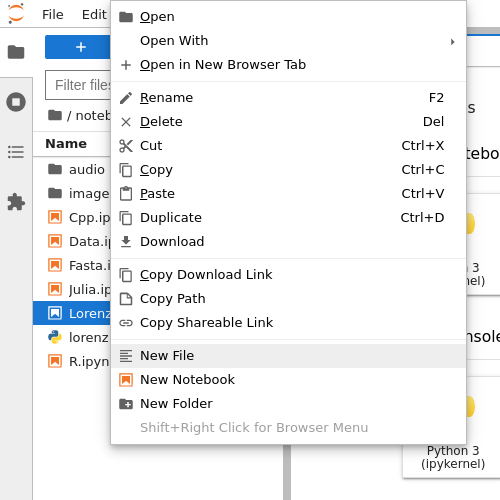 File Edit
Filter files
/ noteb
Name
audio
image
Cpp.ip
Data.ip
Fasta.i
Julia.ip
Lorenz
lorenz
R.ipyn
Open
Open With
Open in New Browser Tab
Rename F2
Delete Del
Cut Ctrl+X
Copy Ctrl+C
Paste Ctrl+V
Duplicate Ctrl+D
Download
Copy Download Link
Copy Path
Copy Shareable Link
New File
New Notebook
New Folder
Shift+Right Click for Browser Menu
s
tebo
3
nel)
nsole
Python 3
(ipykernel)